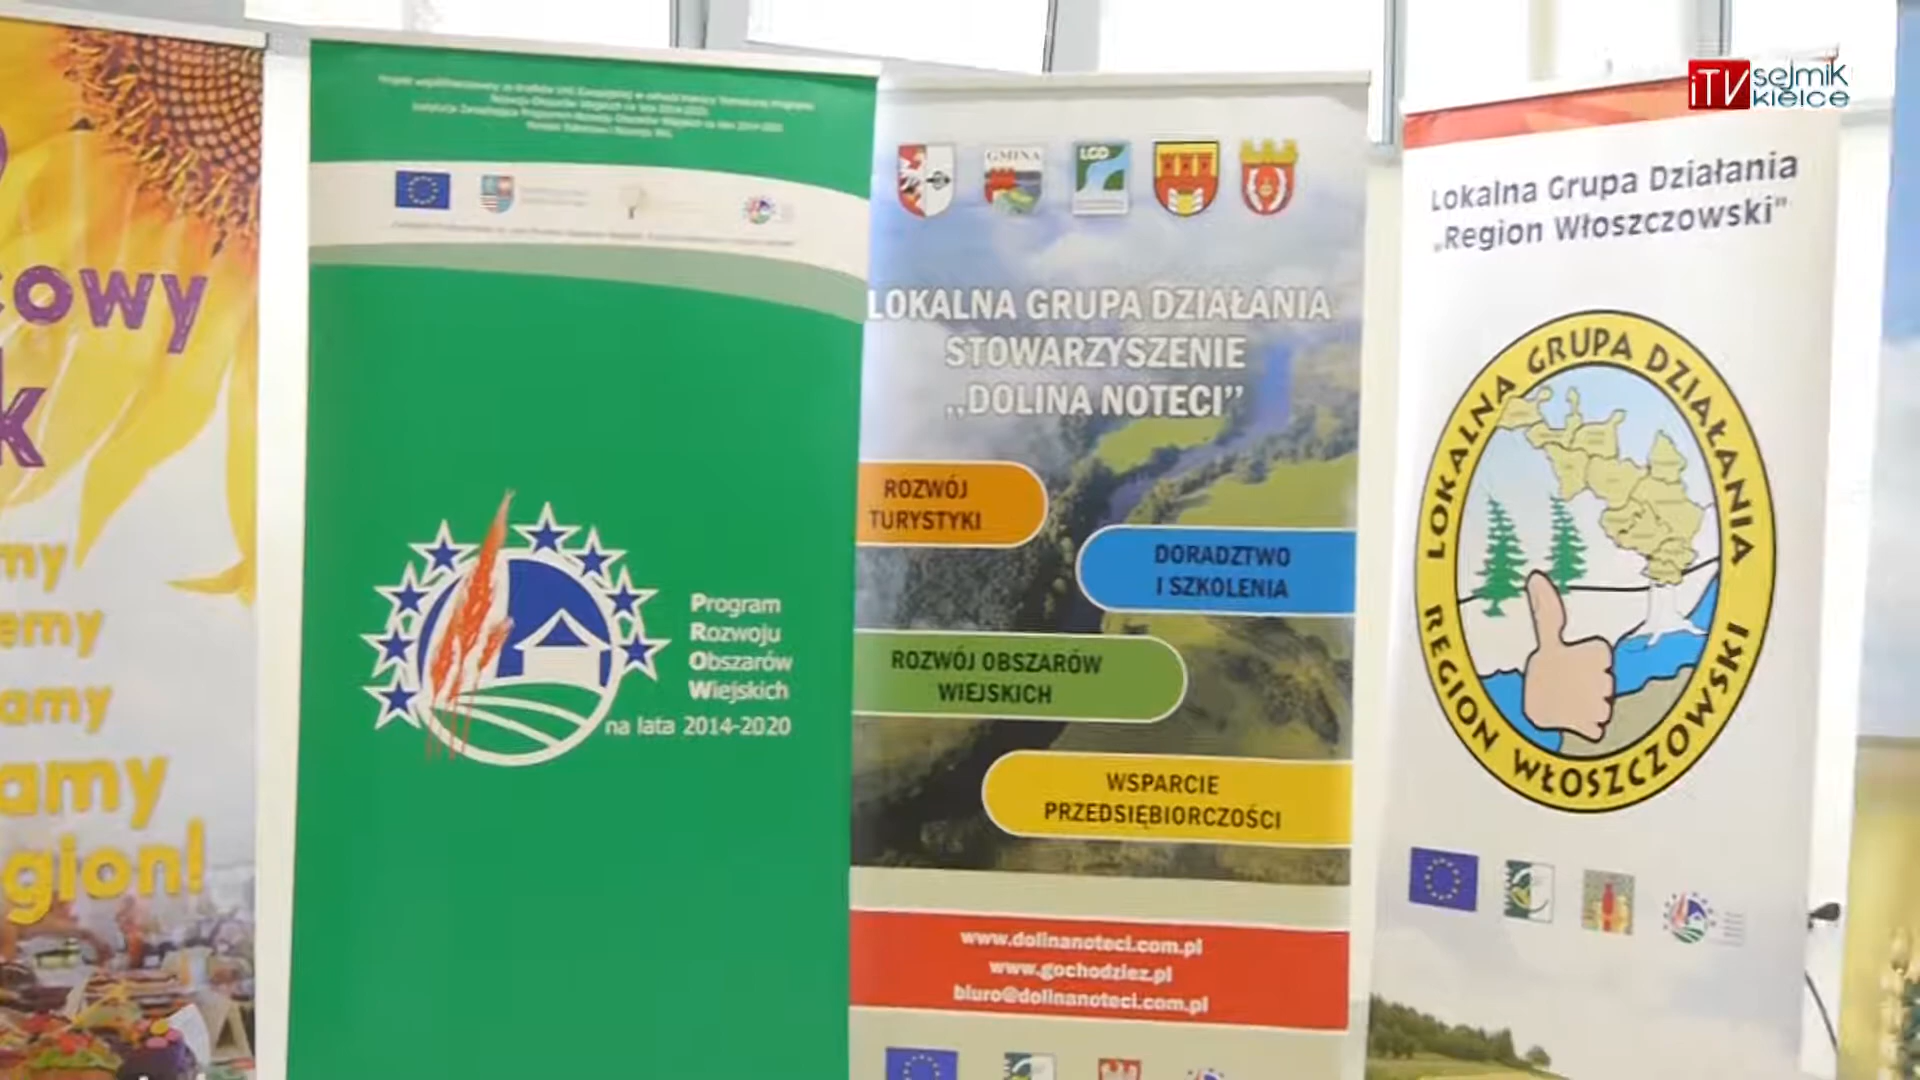 iTV sejmik
kielce
cowy
k
my
emy
amy
amy
gion!
Program
Rozwoju
Obszarów
Wiejskich
na lata 2014-2020
GMINA
LGD
LOKALNA GRUPA DZIAŁANIA
STOWARZYSZENIE
„DOLINA NOTECI”
ROZWÓJ
TURYSTYKI
DORADZTWO
I SZKOLENIA
ROZWÓJ OBSZARÓW
WIEJSKICH
WSPARCIE
PRZEDSIĘBIORCZOŚCI
www.dolinanoteci.com.pl
www.gochodziez.pl
biuro@dolinanoteci.com.pl
Lokalna Grupa Działania
„Region Włoszczowski”
LOKALNA GRUPA DZIAŁANIA
REGION WŁOSZCZOWSKI